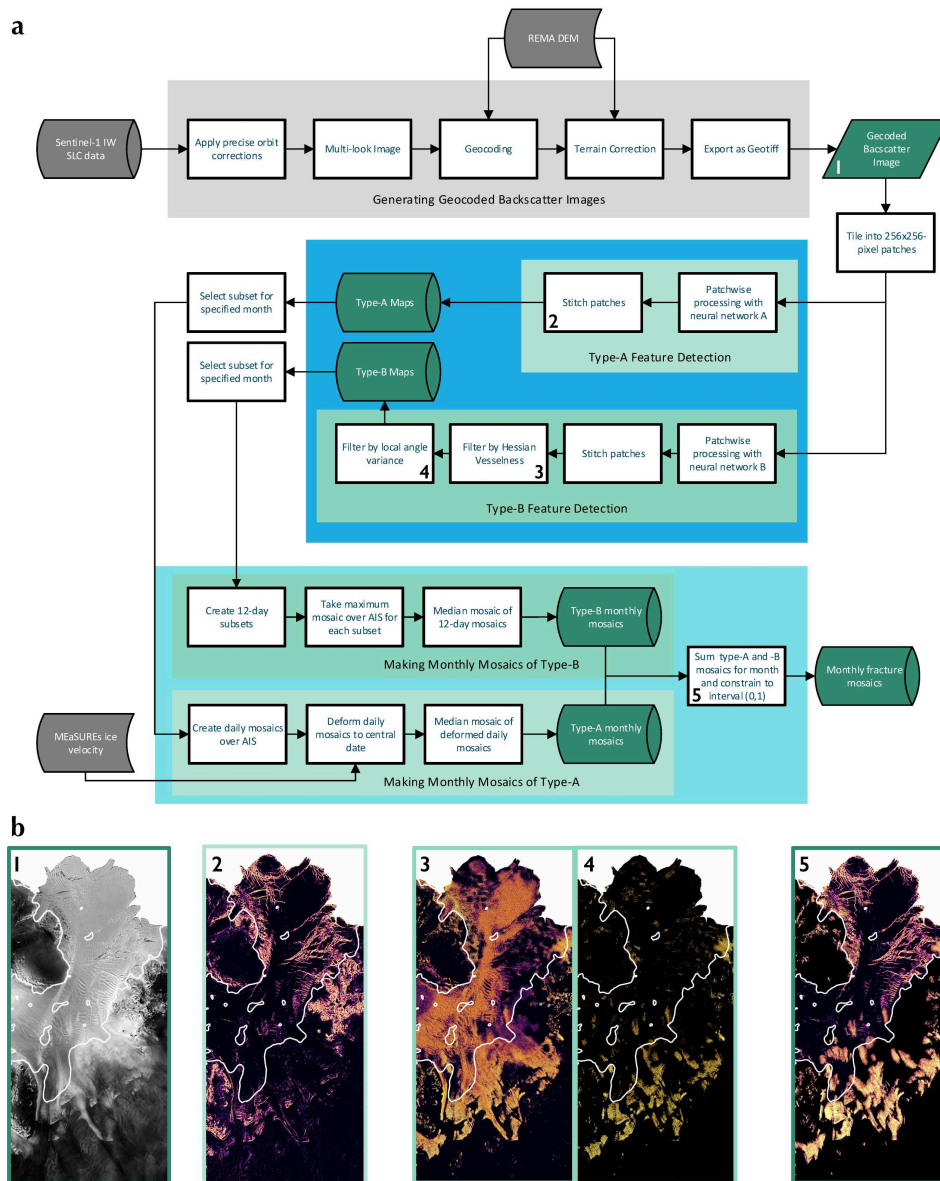 a
REMA DEM
Sentinel-1 IW
SLC data
Apply precise orbit
corrections
Multi-look Image
Geocoding
Terrain Correction
Export as Geotiff
Generating Geocoded Backscatter Images
Gecoded
Bacscatter
Image
1
Tile into 256x256-
pixel patches
Select subset for
specified month
Type-A Maps
Stitch patches
2
Patchwise
processing with
neural network A
Type-A Feature Detection
Select subset for
specified month
Type-B Maps
Filter by local angle
variance
4
Filter by Hessian
Vesselness
3
Stitch patches
Patchwise
processing with
neural network B
Type-B Feature Detection
Create 12-day
subsets
Take maximum
mosaic over AIS for
each subset
Median mosaic of
12-day mosaics
Type-B monthly
mosaics
Making Monthly Mosaics of Type-B
Sum type-A and -B
mosaics for month
and constrain to
interval (0,1)
5
Monthly fracture
mosaics
MEaSUREs ice
velocity
Create daily mosaics
over AIS
Deform daily
mosaics to central
date
Median mosaic of
deformed daily
mosaics
Type-A monthly
mosaics
Making Monthly Mosaics of Type-A
b
1
2
3
4
5